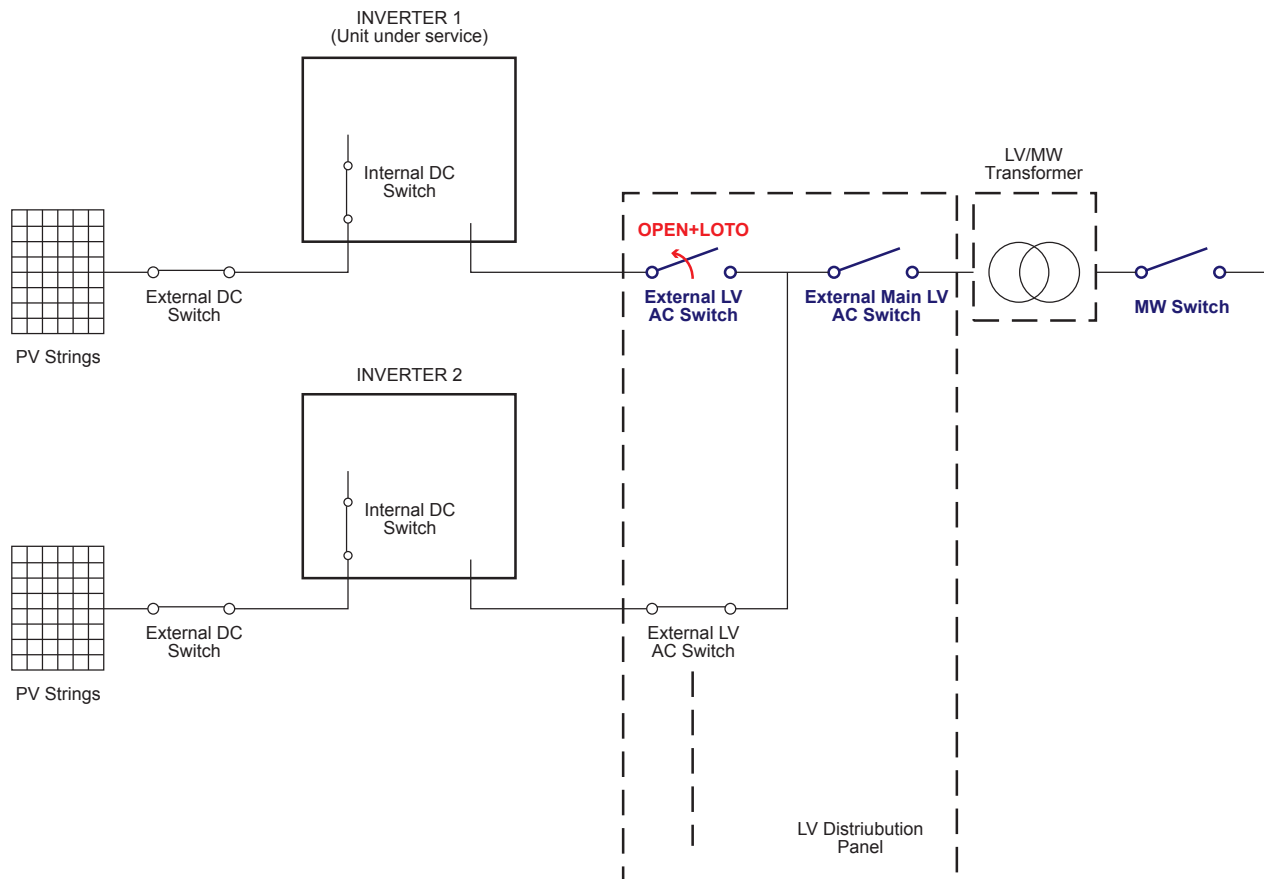 INVERTER 1
(Unit under service)
Internal DC
Switch
LV/MW
Transformer
OPEN+LOTO
External DC
Switch
External LV
AC Switch
External Main LV
AC Switch
MW Switch
PV Strings
INVERTER 2
Internal DC
Switch
External DC
Switch
External LV
AC Switch
PV Strings
LV Distriubution
Panel